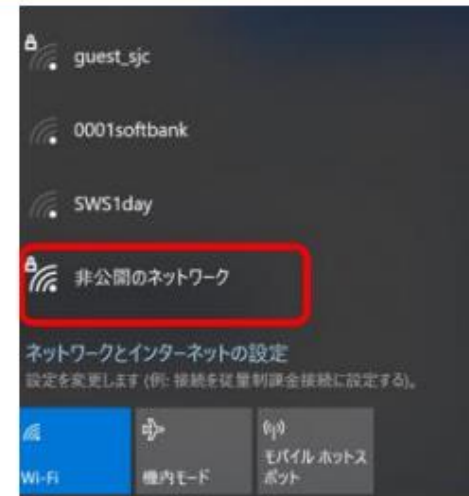 guest_sjc
0001softbank
SWS1day
非公開のネットワーク
ネットワークとインターネットの設定
設定を変更します (例: 接続を従量制課金接続に設定する)。
Wi-Fi
機内モード
モバイル ホットス
ポット